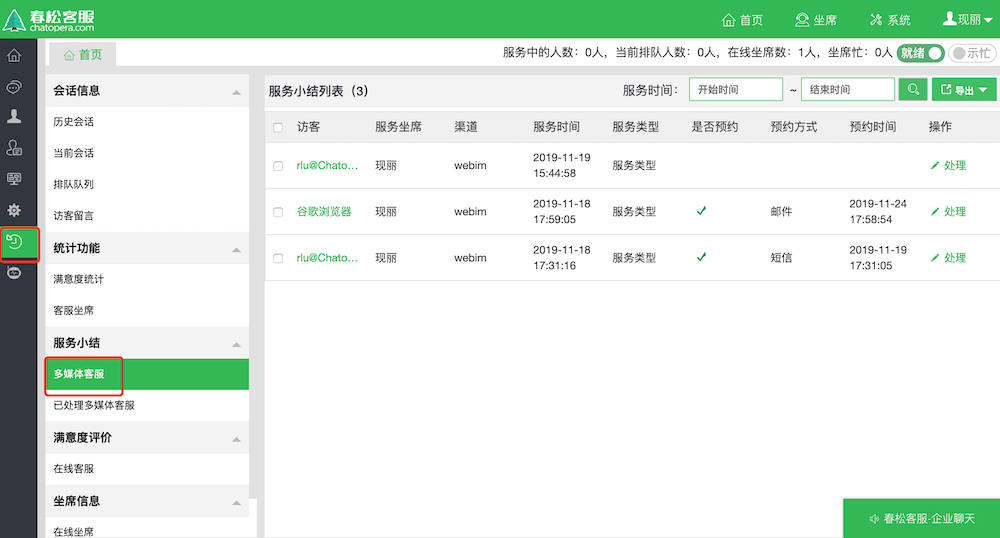 春松客服
chatopera.com
首页 坐席 系统 现丽
首页
服务中的人数：0人，当前排队人数：0人，在线坐席数：1人，坐席忙：0人 就绪 示忙
会话信息
历史会话
当前会话
排队队列
访客留言
统计功能
满意度统计
客服坐席
服务小结
多媒体客服
已处理多媒体客服
满意度评价
在线客服
坐席信息
在线坐席
服务小结列表（3）
服务时间： 开始时间 ~ 结束时间 导出
访客 服务坐席 渠道 服务时间 服务类型 是否预约 预约方式 预约时间 操作
rlu@Chato... 现丽 webim 2019-11-19 15:44:58 服务类型 处理
谷歌浏览器 现丽 webim 2019-11-18 17:59:05 服务类型 邮件 2019-11-24 17:58:54 处理
rlu@Chato... 现丽 webim 2019-11-18 17:31:16 服务类型 短信 2019-11-19 17:31:05 处理
春松客服-企业聊天